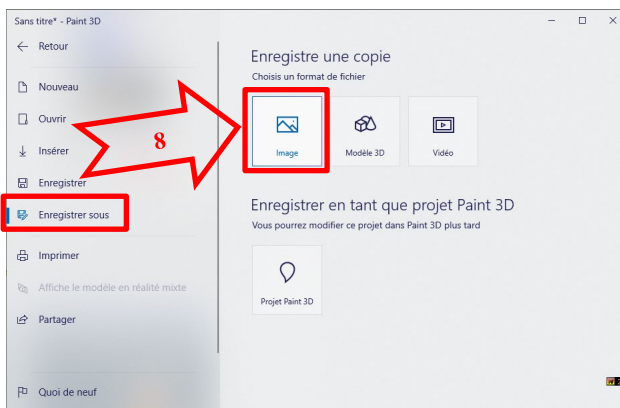 Sans titre* - Paint 3D
Retour
Nouveau
Ouvrir
Insérer
Enregistrer
Enregistrer sous
Imprimer
Affiche le modèle en réalité mixte
Partager
Quoi de neuf
8
Enregistre une copie
Choisis un format de fichier
Image
Modèle 3D
Vidéo
Enregistrer en tant que projet Paint 3D
Vous pourrez modifier ce projet dans Paint 3D plus tard
Projet Paint 3D